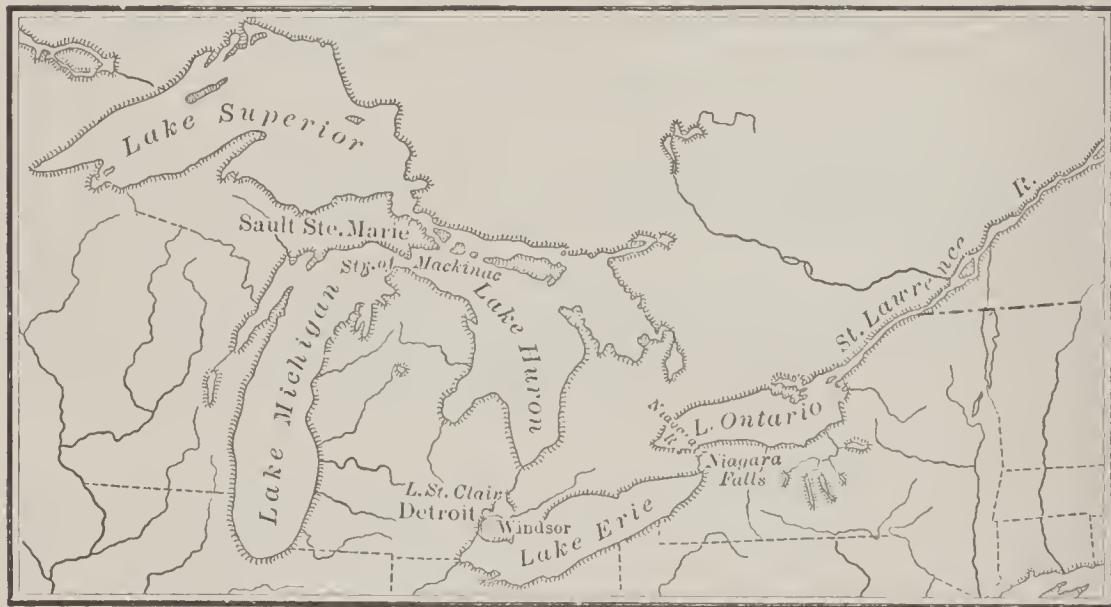 Lake Superior
Sault Ste. Marie
Str. of Mackinac
Lake Michigan
Lake Huron
St. Lawrence R.
L. Ontario
Niagara R.
Niagara
Falls
L. St. Clair
Detroit
Windsor
Lake Erie